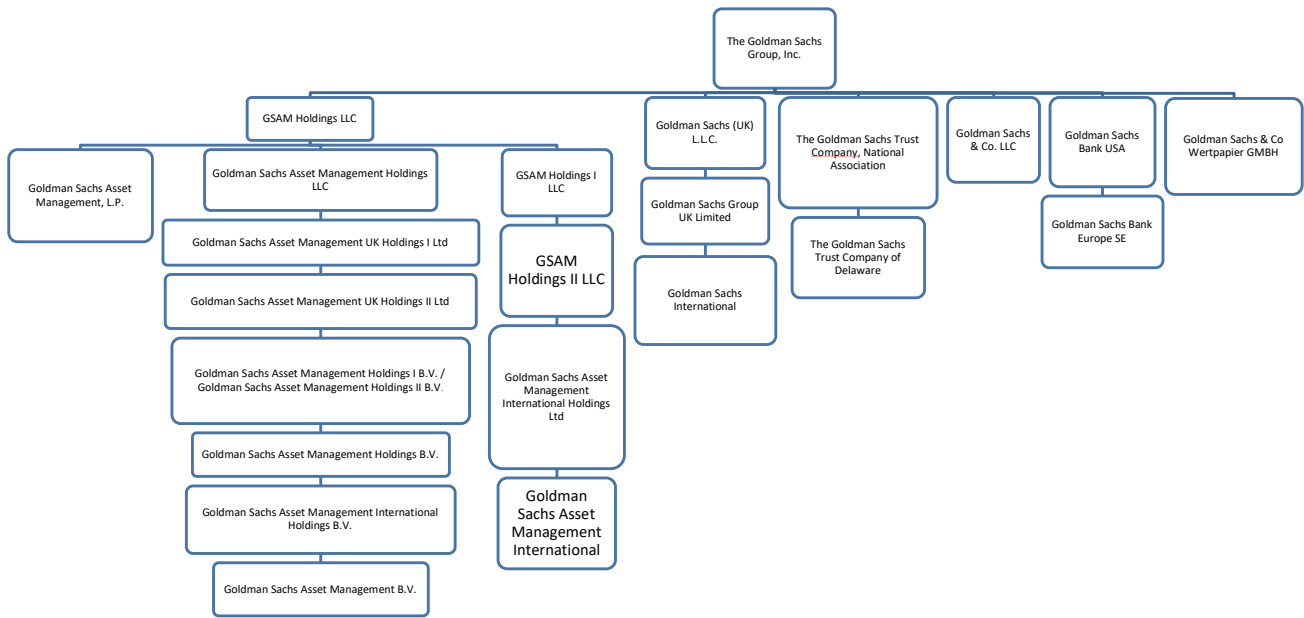 The Goldman Sachs
Group, Inc.
GSAM Holdings LLC
Goldman Sachs Asset
Management, L.P.
Goldman Sachs Asset Management Holdings
LLC
Goldman Sachs Asset Management UK Holdings I Ltd
Goldman Sachs Asset Management UK Holdings II Ltd
Goldman Sachs Asset Management Holdings I B.V. /
Goldman Sachs Asset Management Holdings II B.V.
Goldman Sachs Asset Management Holdings B.V.
Goldman Sachs Asset Management International
Holdings B.V.
Goldman Sachs Asset Management B.V.
GSAM Holdings I
LLC
GSAM
Holdings II LLC
Goldman Sachs Asset
Management
International Holdings
Ltd
Goldman
Sachs Asset
Management
International
Goldman Sachs (UK)
L.L.C.
Goldman Sachs Group
UK Limited
Goldman Sachs
International
The Goldman Sachs Trust
Company, National
Association
The Goldman Sachs
Trust Company of
Delaware
Goldman Sachs
& Co. LLC
Goldman Sachs
Bank USA
Goldman Sachs Bank
Europe SE
Goldman Sachs & Co
Wertpapier GMBH